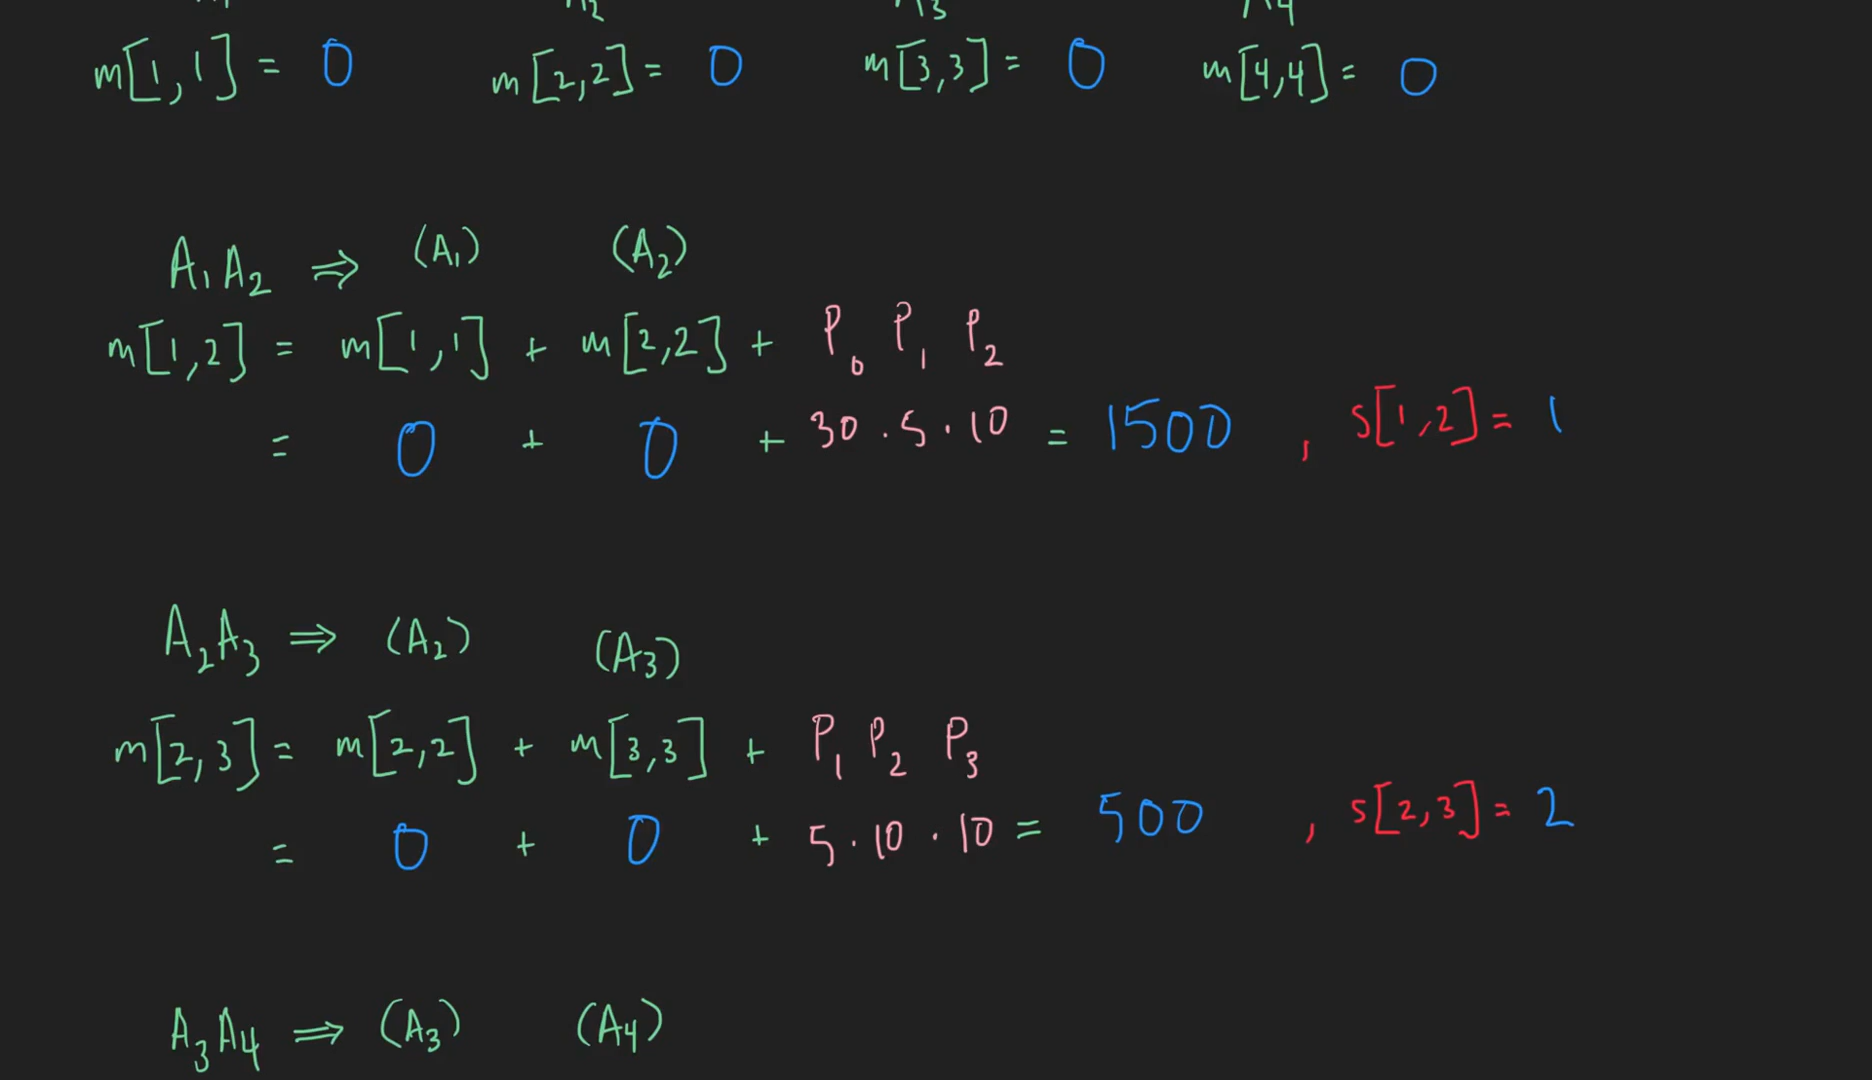 m[1,1] = 0 m[2,2] = 0 m[3,3] = 0 m[4,4] = 0
A₁A₂ ⇒ (A₁) (A₂)
m[1,2] = m[1,1] + m[2,2] + P₀ P₁ P₂
= 0 + 0 + 30 · 5 · 10 = 1500 , s[1,2] = 1
A₂A₃ ⇒ (A₂) (A₃)
m[2,3] = m[2,2] + m[3,3] + P₁ P₂ P₃
= 0 + 0 + 5 · 10 · 10 = 500 , s[2,3] = 2
A₃A₄ ⇒ (A₃) (A₄)